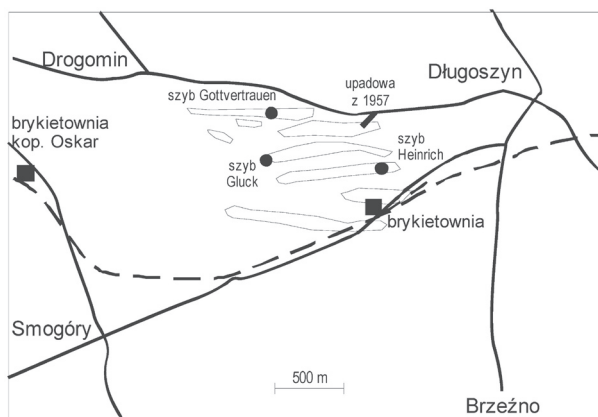 Drogomin
Długoszyn
szyb Gottvertrauen
upadowa
z 1957
brykietownia
kop. Oskar
szyb
Gluck
szyb
Heinrich
brykietownia
Smogóry
500 m
Brzeźno